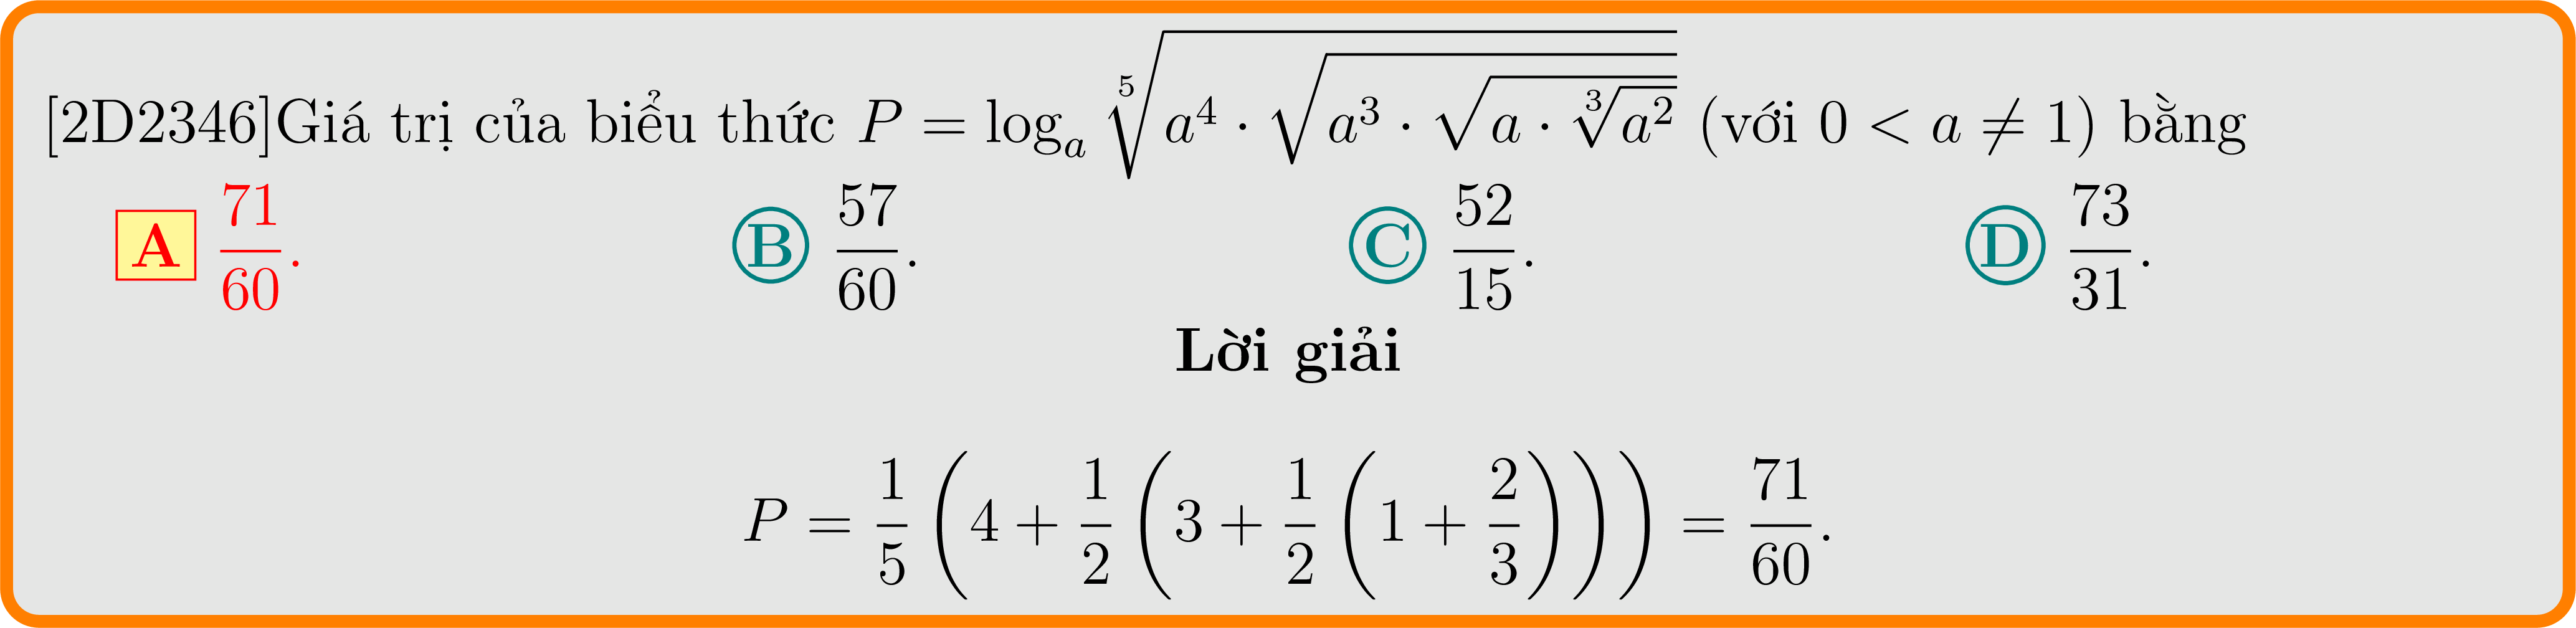 [2D2346]Giá trị của biểu thức $P = \log_a \sqrt[5]{a^4 \cdot \sqrt{a^3 \cdot \sqrt{a \cdot \sqrt[3]{a^2}}}}$ (với $0 < a \neq 1$) bằng
A $\frac{71}{60}$. B $\frac{57}{60}$. C $\frac{52}{15}$. D $\frac{73}{31}$.
Lời giải
$P = \frac{1}{5}\left(4 + \frac{1}{2}\left(3 + \frac{1}{2}\left(1 + \frac{2}{3}\right)\right)\right) = \frac{71}{60}.$